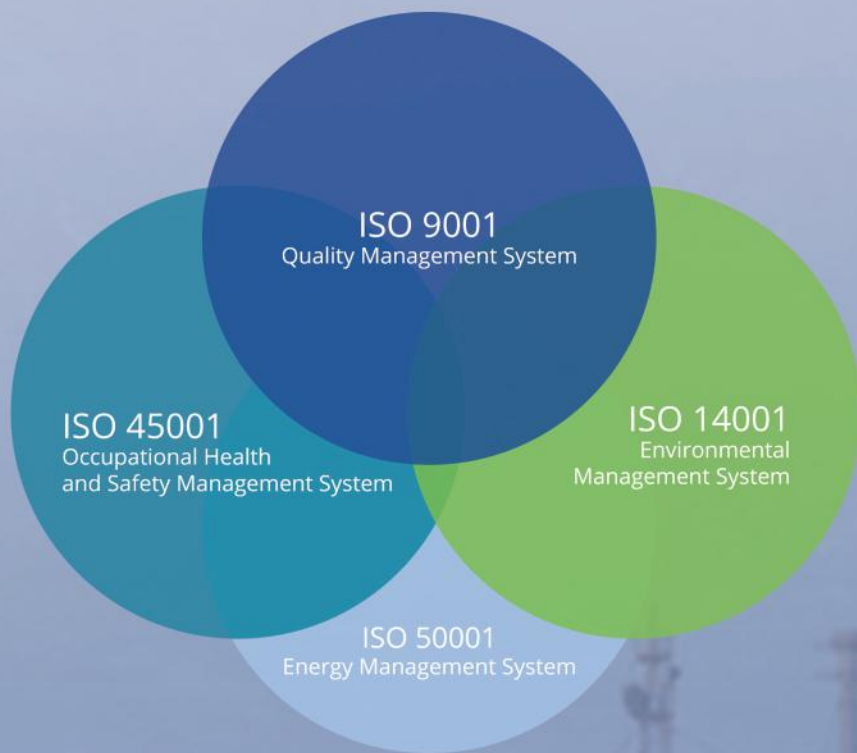 ISO 9001
Quality Management System
ISO 45001
Occupational Health
and Safety Management System
ISO 14001
Environmental
Management System
ISO 50001
Energy Management System